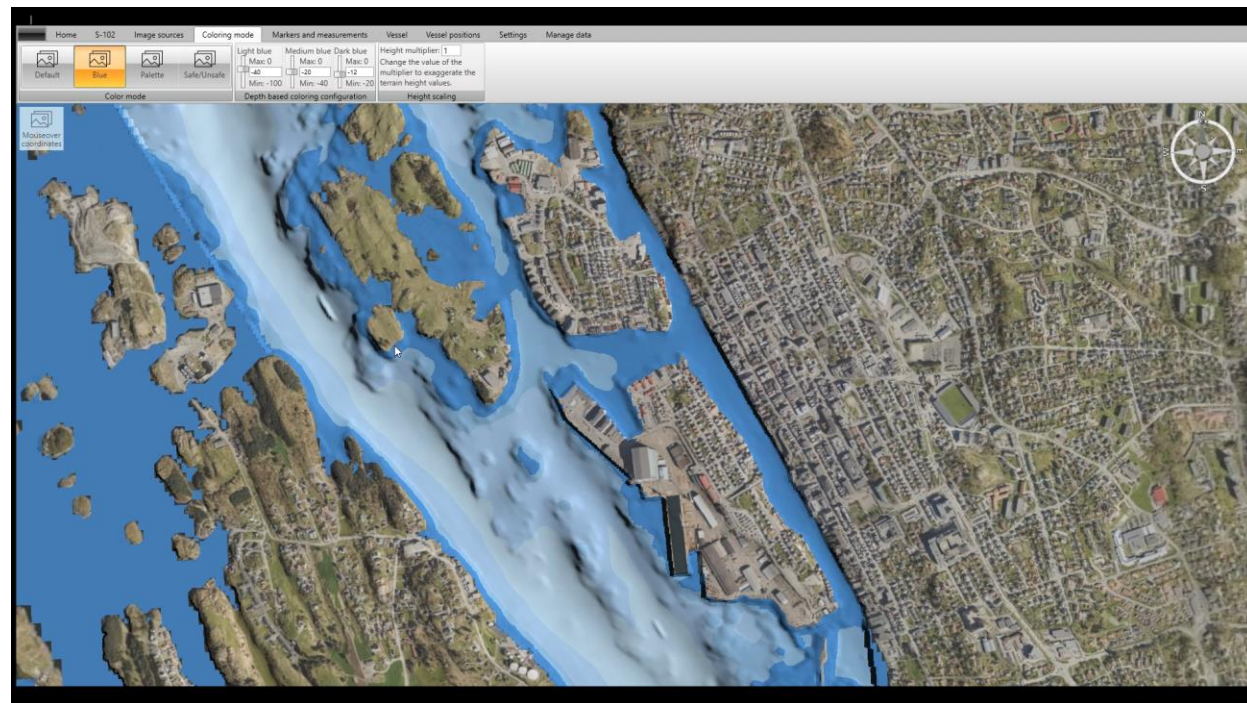 Home S-102 Image sources Coloring mode Markers and measurements Vessel Vessel positions Settings Manage data
Light blue Medium blue Dark blue Height multiplier: 1
Max: 0 Max: 0 Max: 0 Change the value of the
-40 -20 -12 multiplier to exaggerate the
Default Blue Palette Safe/Unsafe Min: -100 Min: -40 Min: -20 terrain height values.
Color mode Depth based coloring configuration Height scaling
Mouseover
coordinates
N
W E
S